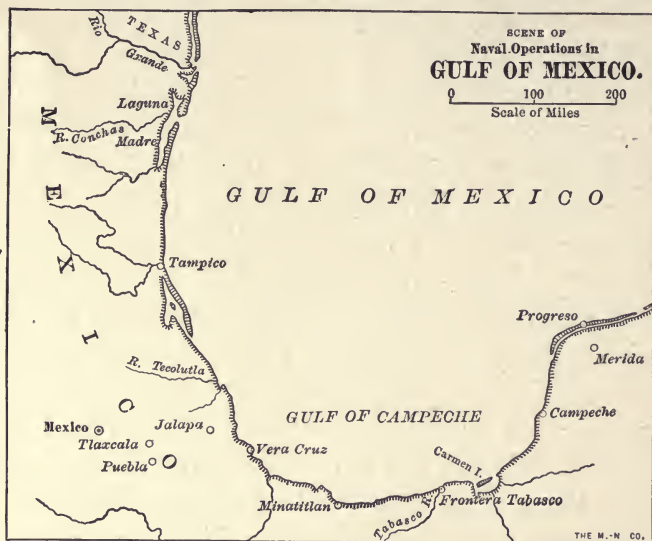 SCENE OF
Naval Operations in
GULF OF MEXICO.
0 100 200
Scale of Miles
TEXAS
Rio
Grande
Laguna
R. Conchas
Madre
MEXICO
GULF OF MEXICO
Tampico
Progreso
Merida
R. Tecolutla
Campeche
GULF OF CAMPECHE
Mexico
Jalapa
Tlaxcala
Puebla
Vera Cruz
Carmen I.
Minatitlan
Tabasco R.
Frontera Tabasco
THE M.-N CO.